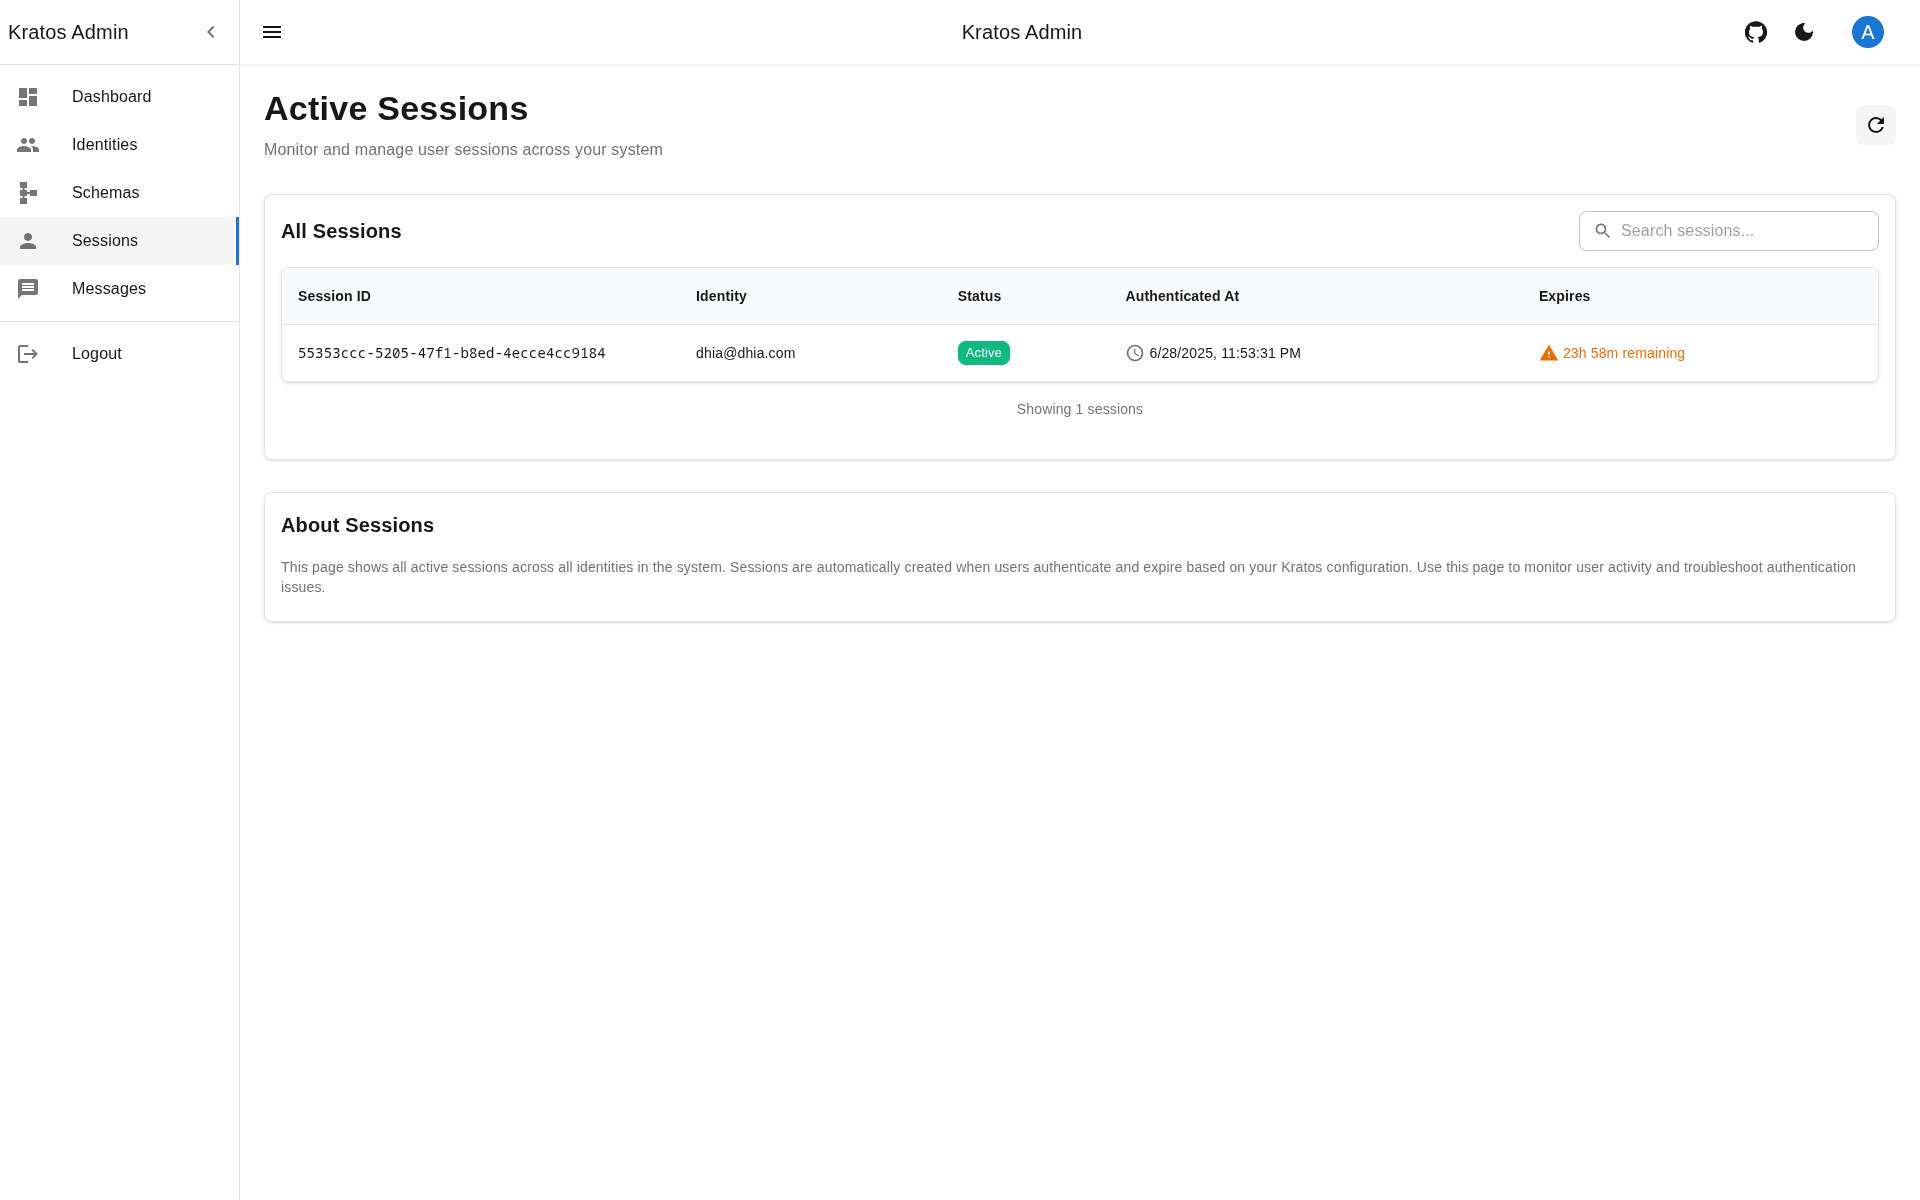 Kratos Admin
Kratos Admin
A
Dashboard
Identities
Schemas
Sessions
Messages
Logout
Active Sessions
Monitor and manage user sessions across your system
All Sessions
Search sessions...
Session ID Identity Status Authenticated At Expires
55353ccc-5205-47f1-b8ed-4ecce4cc9184 dhia@dhia.com Active 6/28/2025, 11:53:31 PM 23h 58m remaining
Showing 1 sessions
About Sessions
This page shows all active sessions across all identities in the system. Sessions are automatically created when users authenticate and expire based on your Kratos configuration. Use this page to monitor user activity and troubleshoot authentication
issues.